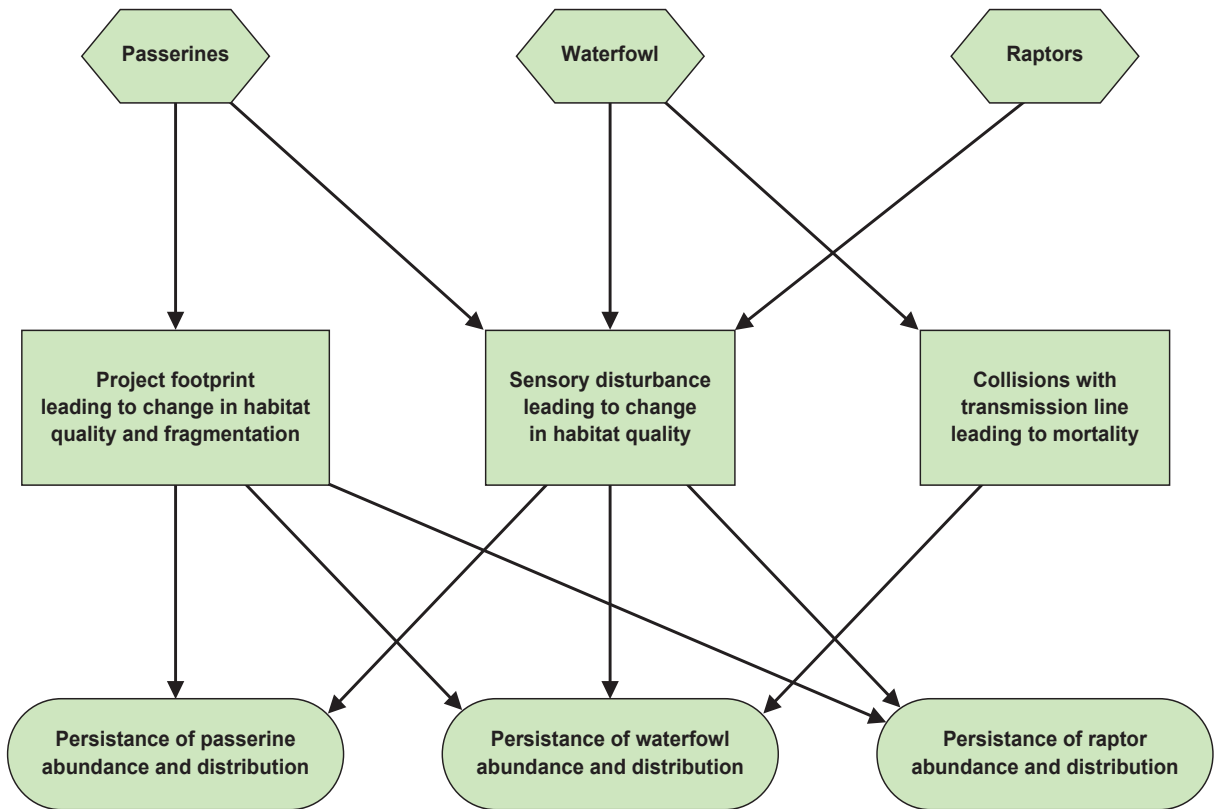 Passerines
Waterfowl
Raptors
Project footprint
leading to change in habitat
quality and fragmentation
Sensory disturbance
leading to change
in habitat quality
Collisions with
transmission line
leading to mortality
Persistance of passerine
abundance and distribution
Persistance of waterfowl
abundance and distribution
Persistance of raptor
abundance and distribution